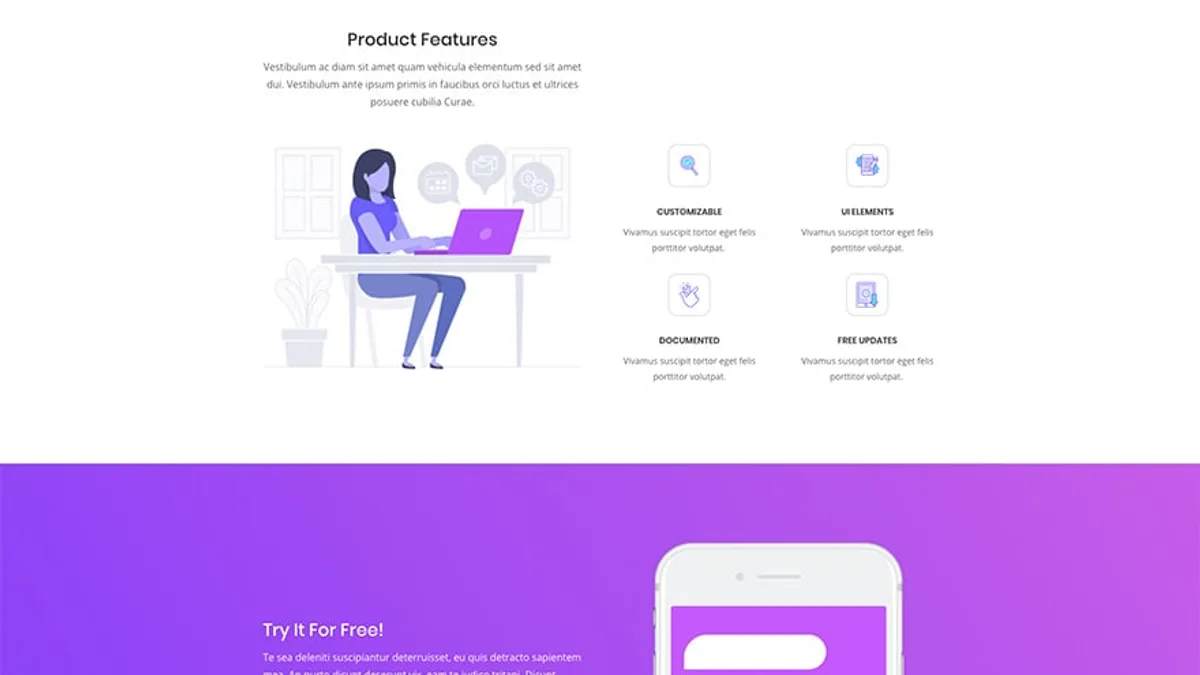 Product Features
Vestibulum ac diam sit amet quam vehicula elementum sed sit amet
dui. Vestibulum ante ipsum primis in faucibus orci luctus et ultrices
posuere cubilia Curae.
CUSTOMIZABLE
Vivamus suscipit tortor eget felis
porttitor volutpat.
UI ELEMENTS
Vivamus suscipit tortor eget felis
porttitor volutpat.
DOCUMENTED
Vivamus suscipit tortor eget felis
porttitor volutpat.
FREE UPDATES
Vivamus suscipit tortor eget felis
porttitor volutpat.
Try It For Free!
Te sea deleniti suscipiantur deterruisset, eu quis detracto sapientem